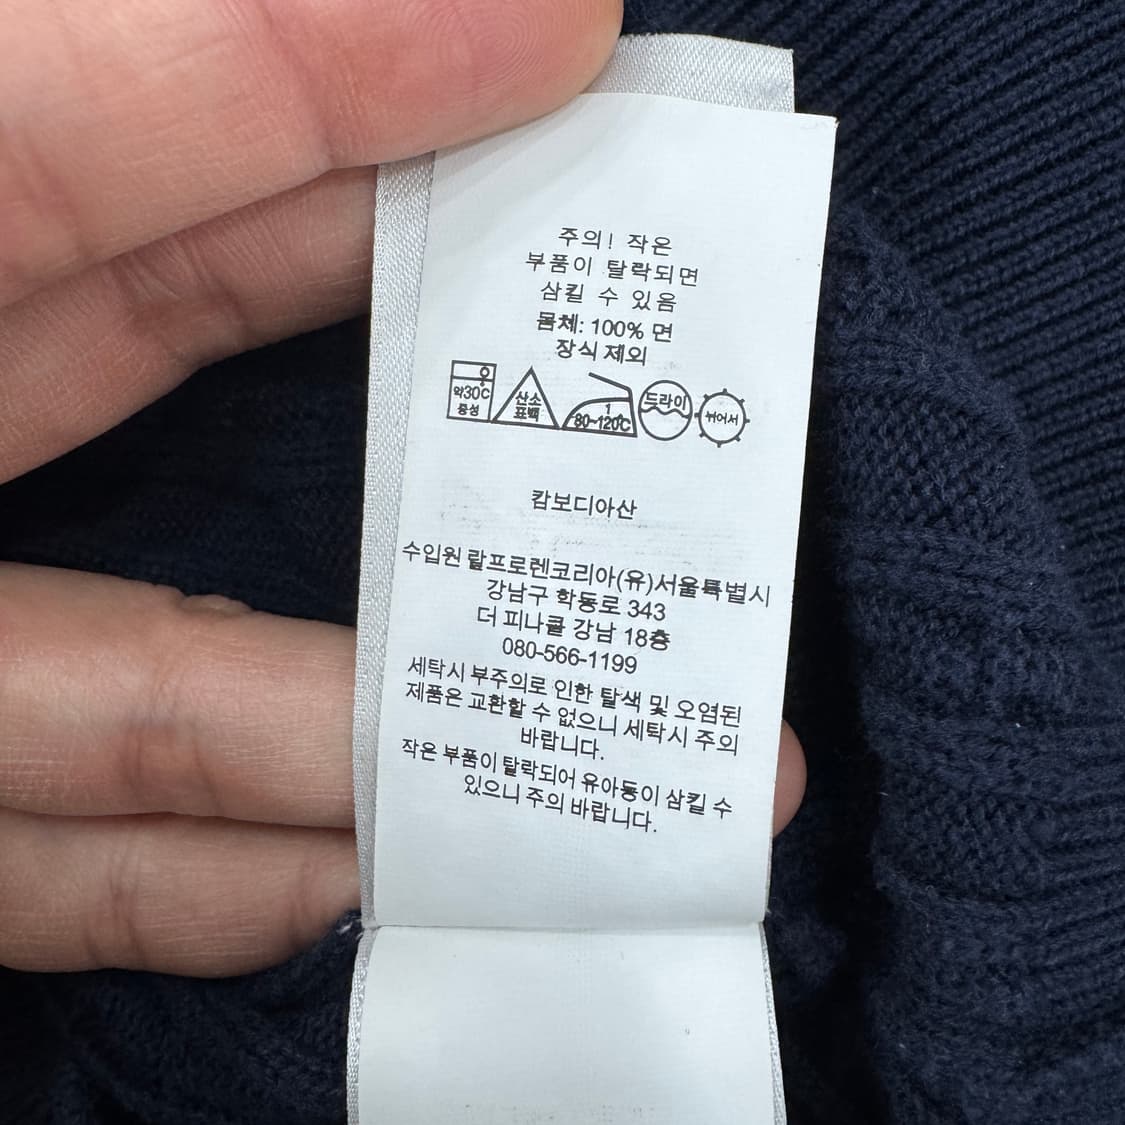 주의! 작은
부품이 탈락되면
삼킬 수 있음
몸체: 100% 면
장식 제외
약30C
중성
산소
표백
1
80~120C
드라이
뉘어서
캄보디아산
수입원 랄프로렌코리아(유)서울특별시
강남구 학동로 343
더 피나클 강남 18층
080-566-1199
세탁시 부주의로 인한 탈색 및 오염된
제품은 교환할 수 없으니 세탁시 주의
바랍니다.
작은 부품이 탈락되어 유아동이 삼킬 수
있으니 주의 바랍니다.